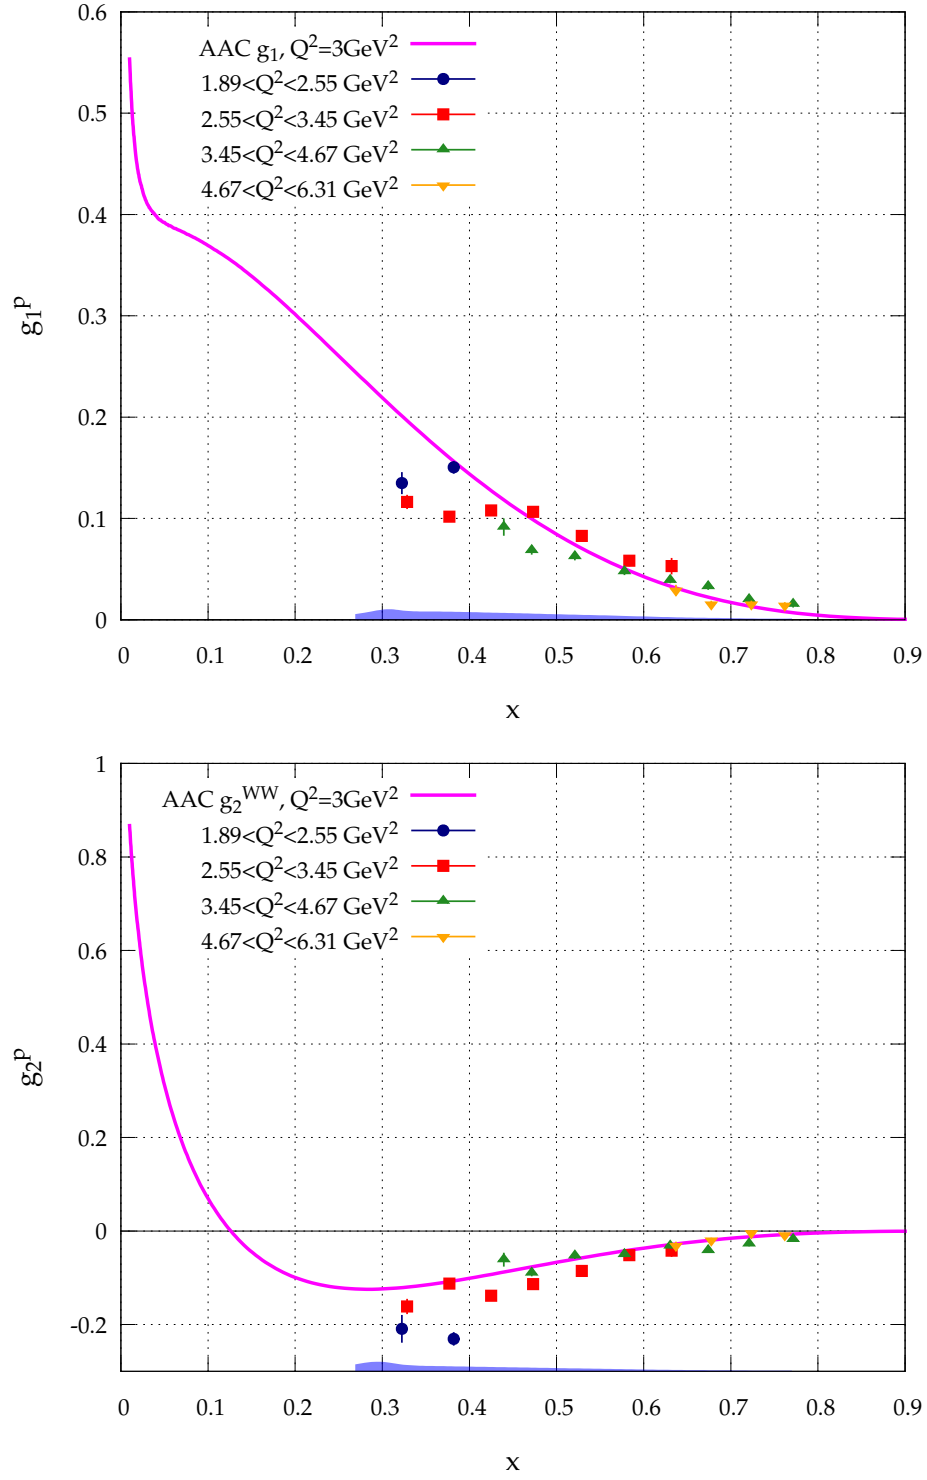 0.6
AAC g₁, Q²=3GeV²
1.89<Q²<2.55 GeV²
0.5
2.55<Q²<3.45 GeV²
3.45<Q²<4.67 GeV²
4.67<Q²<6.31 GeV²
0.4
g₁ᵖ
0.3
0.2
0.1
0
0 0.1 0.2 0.3 0.4 0.5 0.6 0.7 0.8 0.9
x
1
AAC g₂ᵂᵂ, Q²=3GeV²
1.89<Q²<2.55 GeV²
0.8
2.55<Q²<3.45 GeV²
3.45<Q²<4.67 GeV²
4.67<Q²<6.31 GeV²
0.6
0.4
g₂ᵖ
0.2
0
-0.2
0 0.1 0.2 0.3 0.4 0.5 0.6 0.7 0.8 0.9
x